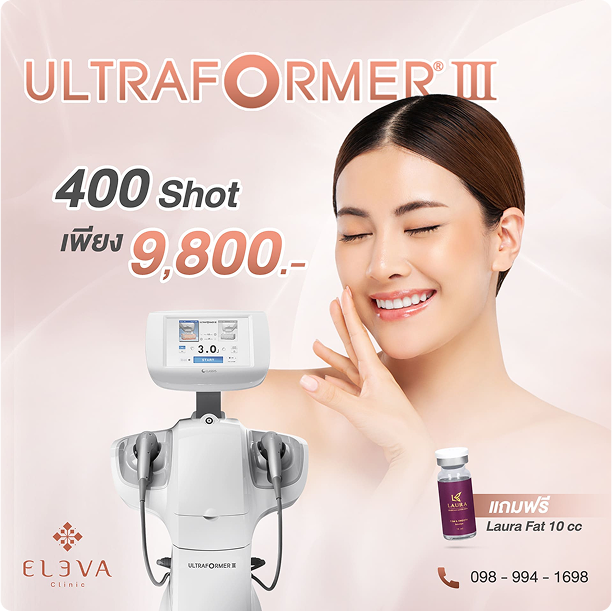 ULTRAFORMER® III
400 Shot
เพียง 9,800.-
3.0
START
ULTRAFORMER III
LAURA
แถมฟรี
Laura Fat 10 cc
ELEVA
Clinic
098 - 994 - 1698